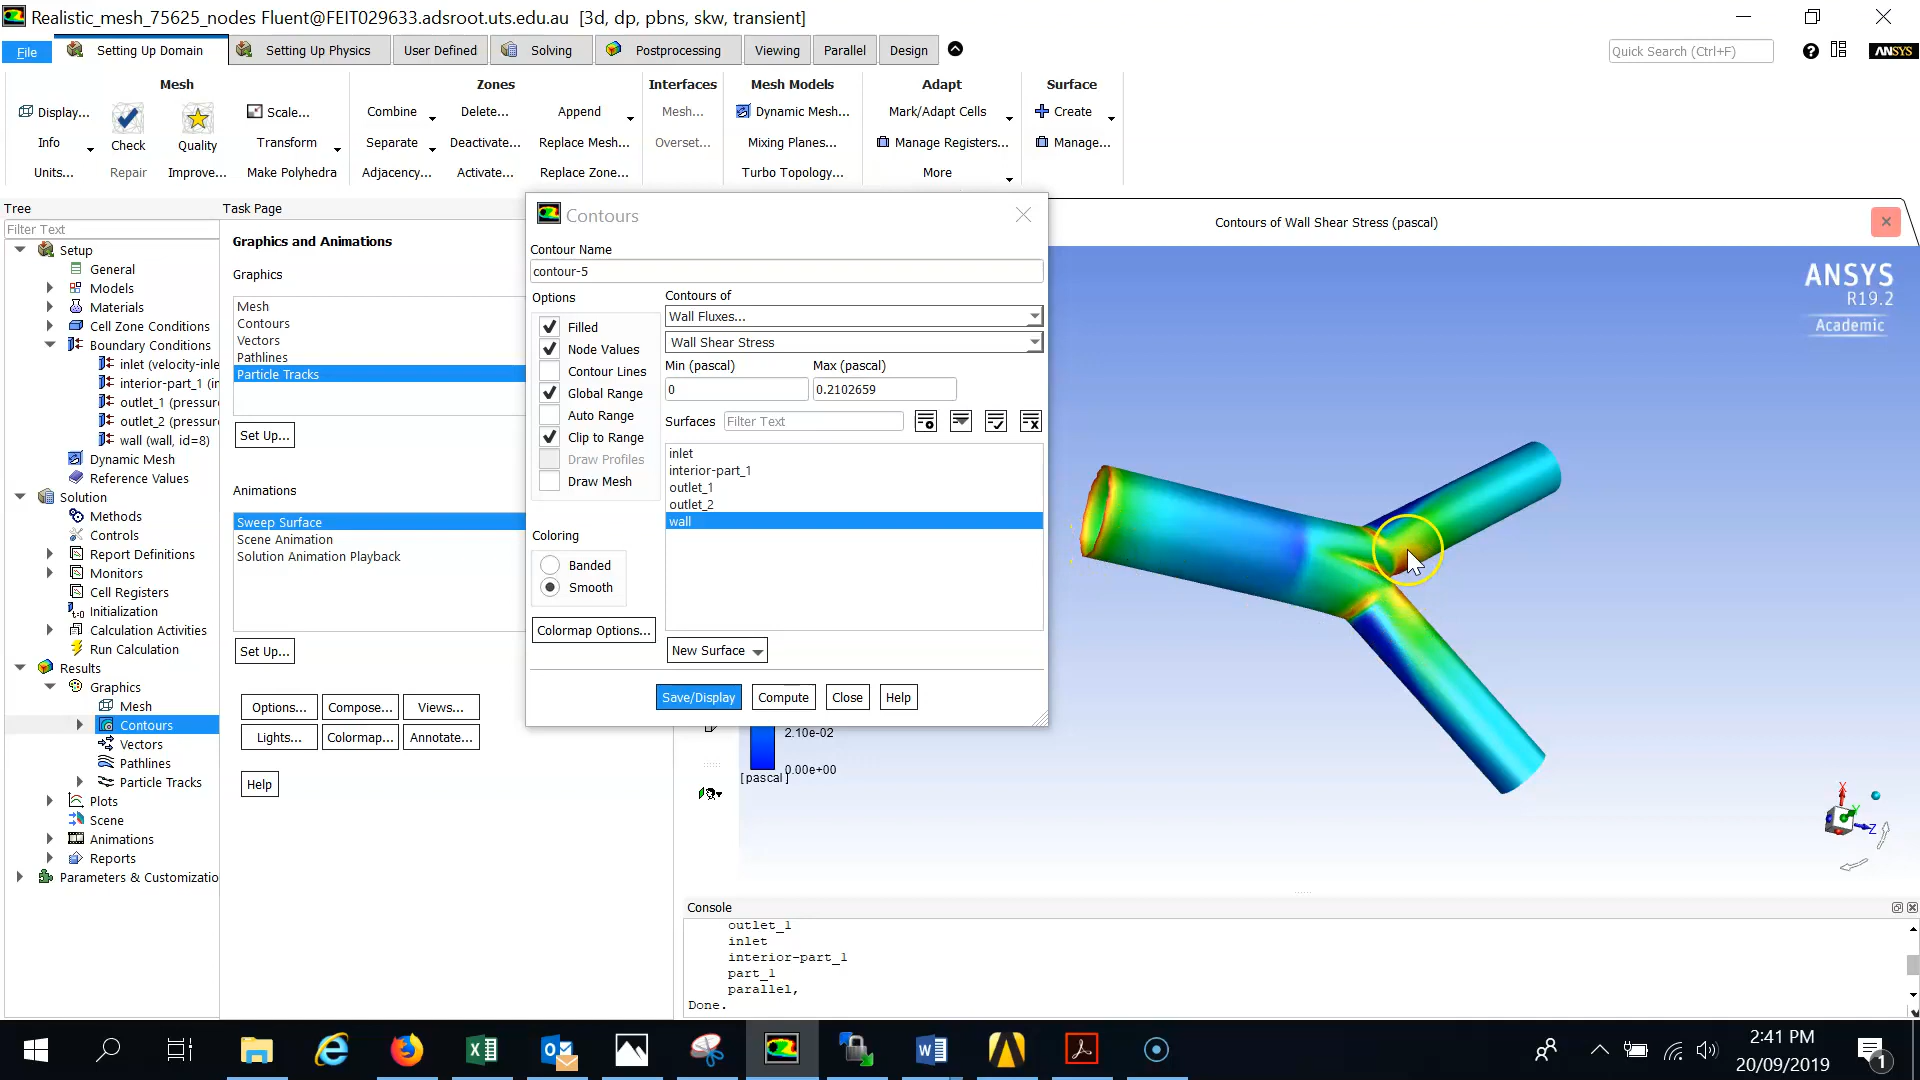 Realistic_mesh_75625_nodes Fluent@FEIT029633.adsroot.uts.edu.au [3d, dp, pbns, skw, transient]
File
Setting Up Domain
Setting Up Physics
User Defined
Solving
Postprocessing
Viewing
Parallel
Design
Quick Search (Ctrl+F)
ANSYS
Mesh
Display...
Info
Units...
Check
Repair
Quality
Improve...
Scale...
Transform
Make Polyhedra
Zones
Combine
Separate
Adjacency...
Delete...
Deactivate...
Activate...
Append
Replace Mesh...
Replace Zone...
Interfaces
Mesh...
Overset...
Mesh Models
Dynamic Mesh...
Mixing Planes...
Turbo Topology...
Adapt
Mark/Adapt Cells
Manage Registers...
More
Surface
Create
Manage...
Tree
Filter Text
Setup
General
Models
Materials
Cell Zone Conditions
Boundary Conditions
inlet (velocity-inle
interior-part_1 (in
outlet_1 (pressur
outlet_2 (pressur
wall (wall, id=8)
Dynamic Mesh
Reference Values
Solution
Methods
Controls
Report Definitions
Monitors
Cell Registers
Initialization
Calculation Activities
Run Calculation
Results
Graphics
Mesh
Contours
Vectors
Pathlines
Particle Tracks
Plots
Scene
Animations
Reports
Parameters & Customizatio
Task Page
Graphics and Animations
Graphics
Mesh
Contours
Vectors
Pathlines
Particle Tracks
Set Up...
Animations
Sweep Surface
Scene Animation
Solution Animation Playback
Set Up...
Options...
Compose...
Views...
Lights...
Colormap...
Annotate...
Help
Contours
Contour Name
contour-5
Options
Filled
Node Values
Contour Lines
Global Range
Auto Range
Clip to Range
Draw Profiles
Draw Mesh
Coloring
Banded
Smooth
Colormap Options...
Contours of
Wall Fluxes...
Wall Shear Stress
Min (pascal)
Max (pascal)
0
0.2102659
Surfaces
Filter Text
inlet
interior-part_1
outlet_1
outlet_2
wall
New Surface
Save/Display
Compute
Close
Help
Contours of Wall Shear Stress (pascal)
ANSYS
R19.2
Academic
2.10e-02
0.00e+00
[pascal]
X
Y
Z
Console
outlet_1
inlet
interior-part_1
part_1
parallel,
Done.
2:41 PM
20/09/2019
1